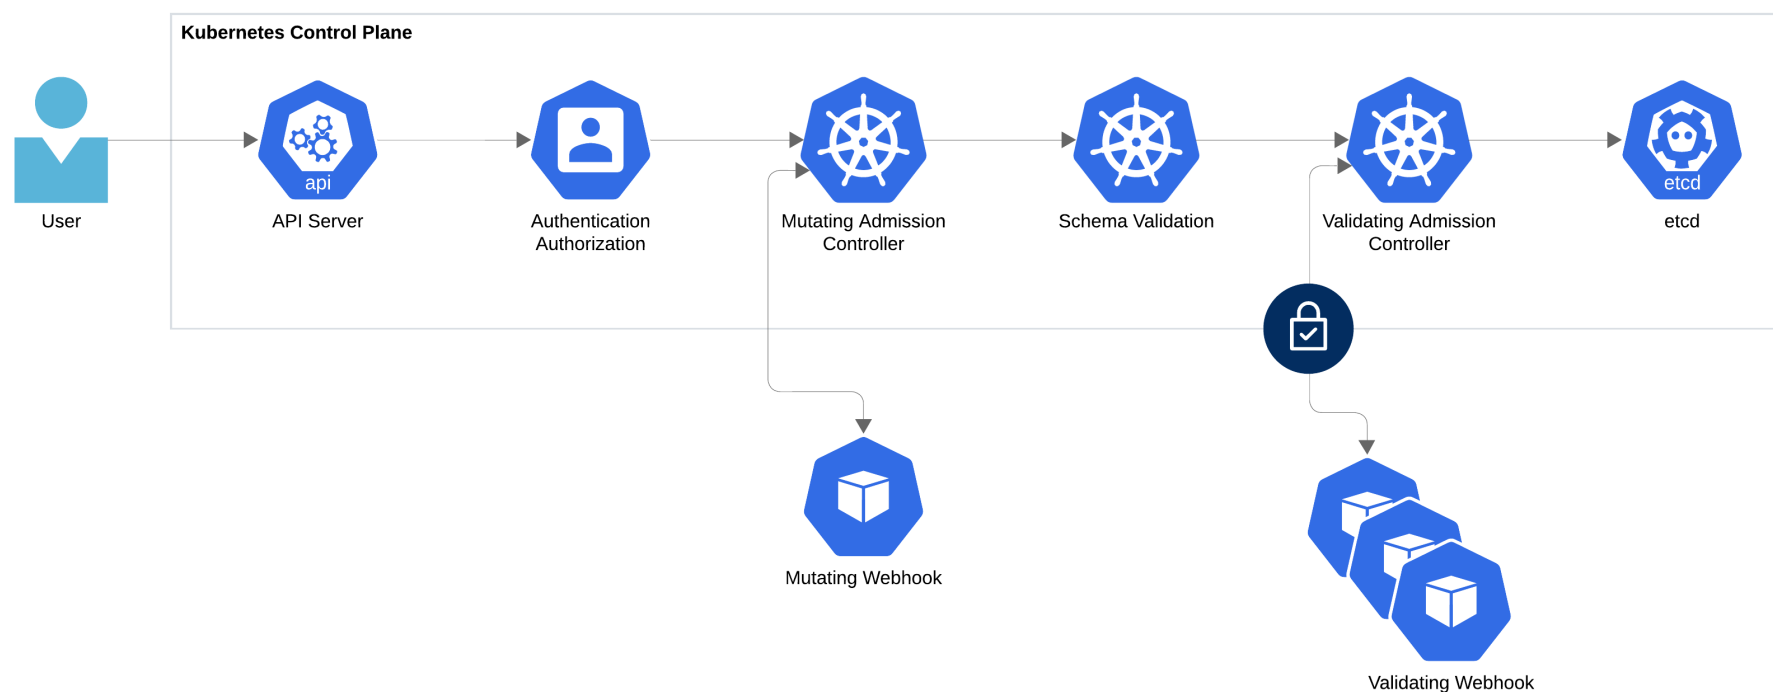 Kubernetes Control Plane
api
etcd
User
API Server
Authentication
Authorization
Mutating Admission
Controller
Schema Validation
Validating Admission
Controller
etcd
Mutating Webhook
Validating Webhook